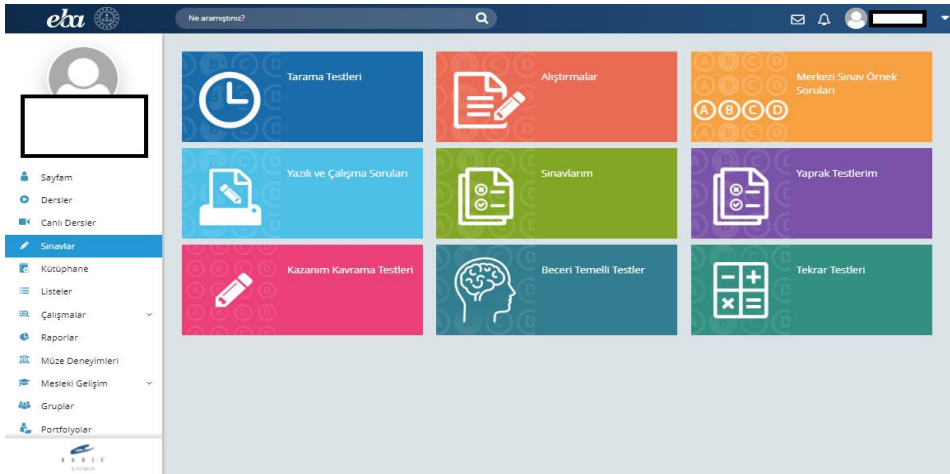 eba
Ne aramıştınız?
Sayfam
Dersler
Canlı Dersler
Sınavlar
Kütüphane
Listeler
Çalışmalar
Raporlar
Müze Deneyimleri
Mesleki Gelişim
Gruplar
Portfolyolar
Tarama Testleri
Alıştırmalar
Merkezi Sınav Örnek
Soruları
A B C D
Yazılı ve Çalışma Soruları
Sınavlarım
Yaprak Testlerim
Kazanım Kavrama Testleri
Beceri Temelli Testler
Tekrar Testleri